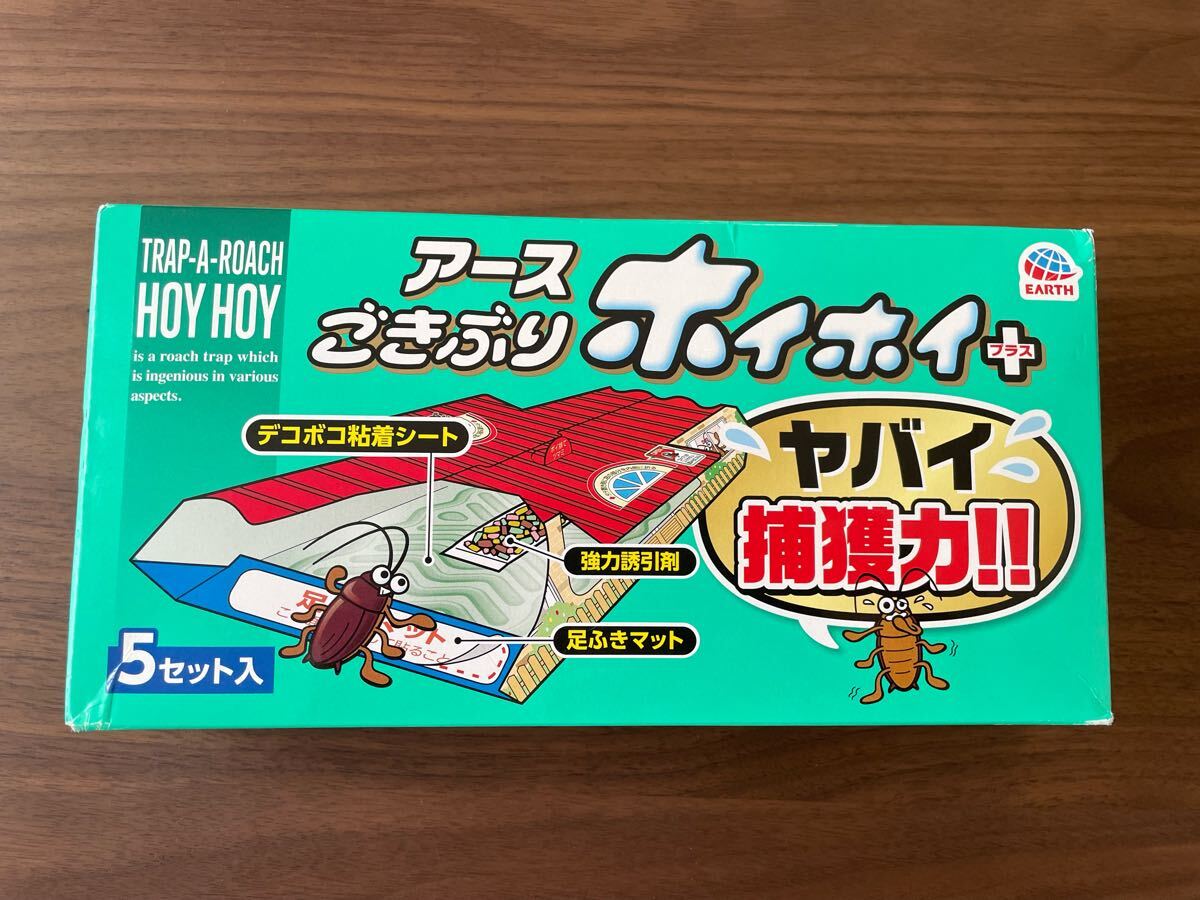 TRAP-A-ROACH
HOY HOY
is a roach trap which
is ingenious in various
aspects.
アース
ごきぶり
ホイホイ+
プラス
EARTH
デコボコ粘着シート
強力誘引剤
足ふきマット
ヤバイ
捕獲力!!
5セット入